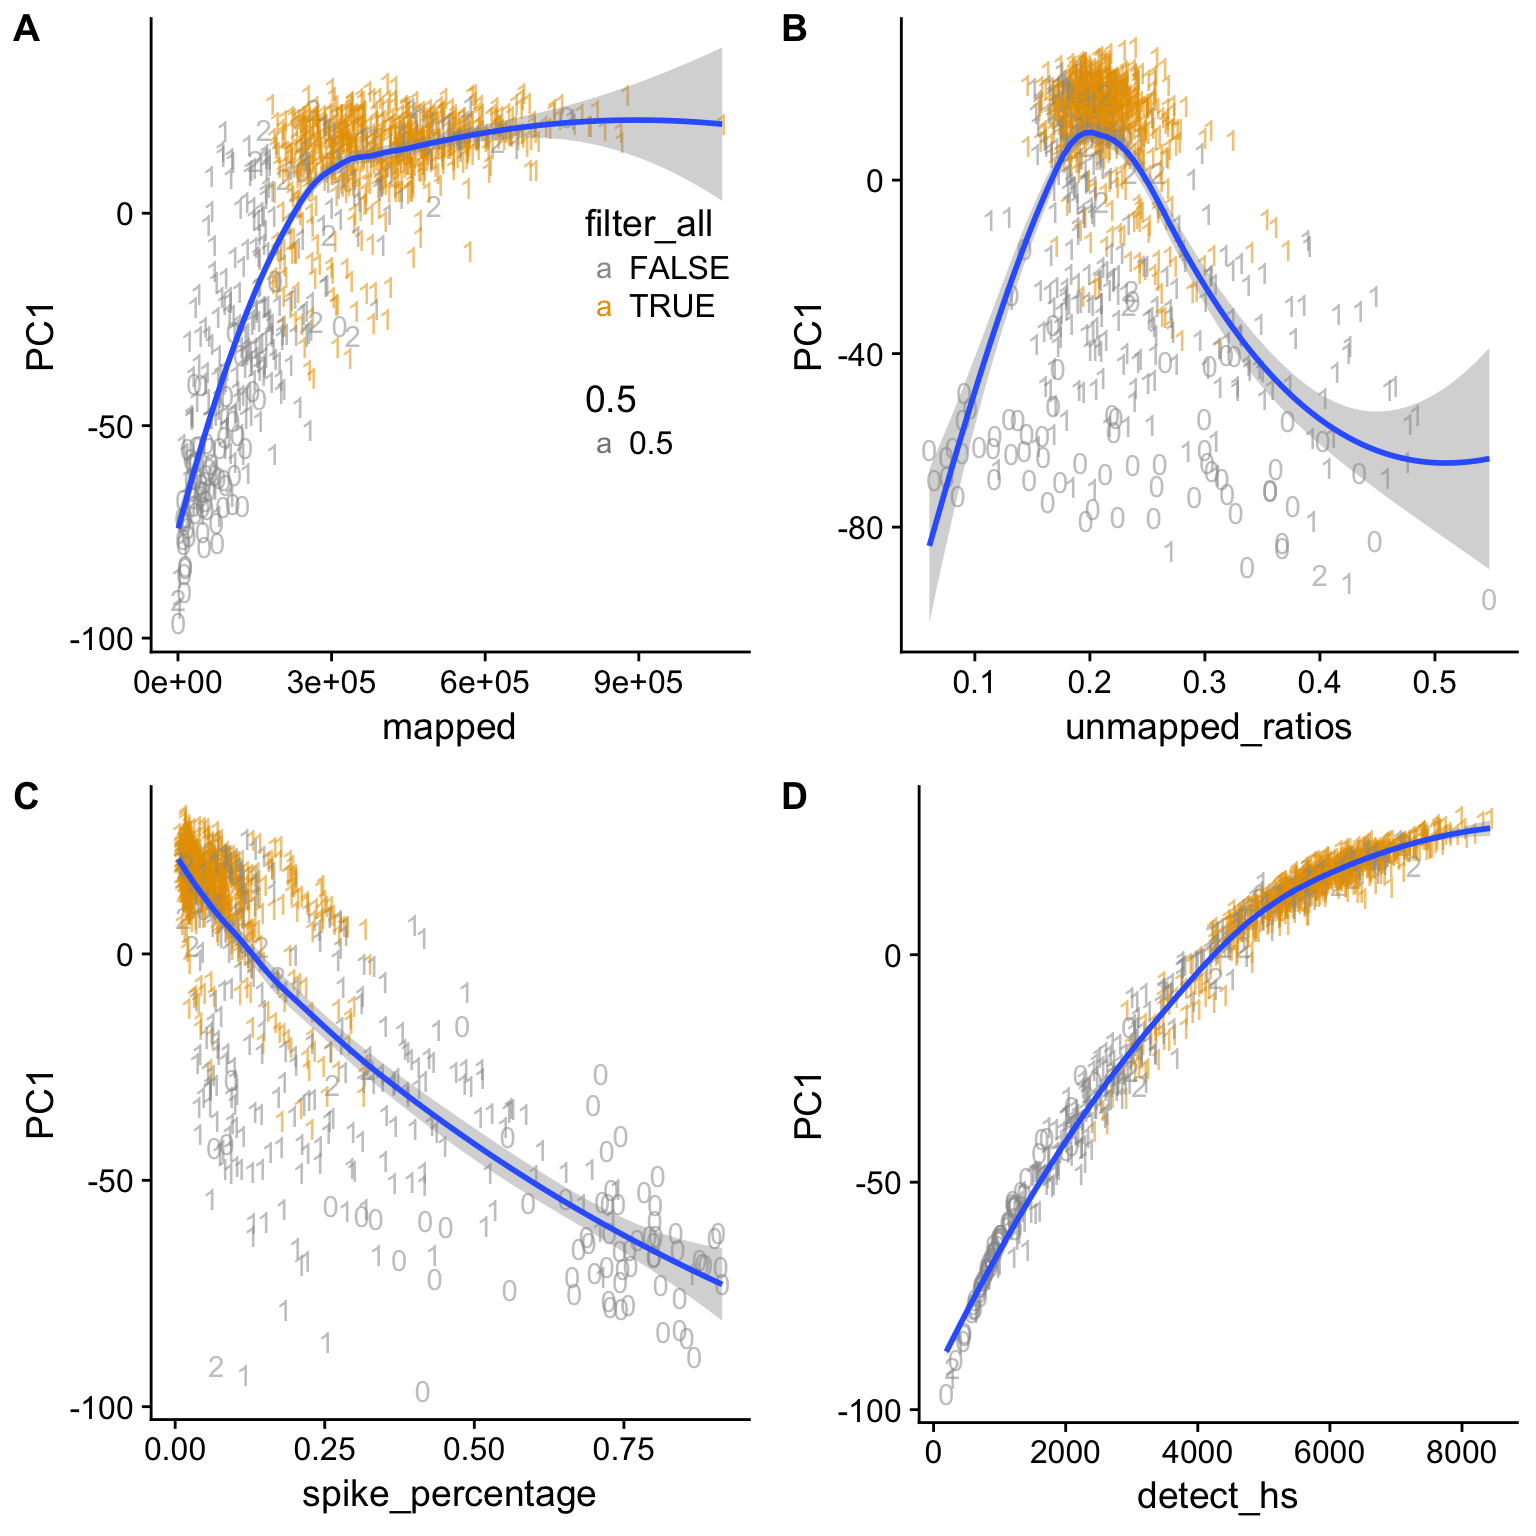 A
PC1
0
-50
-100
0e+00 3e+05 6e+05 9e+05
mapped
filter_all
a FALSE
a TRUE
0.5
a 0.5
B
PC1
0
-40
-80
0.1 0.2 0.3 0.4 0.5
unmapped_ratios
C
PC1
0
-50
-100
0.00 0.25 0.50 0.75
spike_percentage
D
PC1
0
-50
-100
0 2000 4000 6000 8000
detect_hs